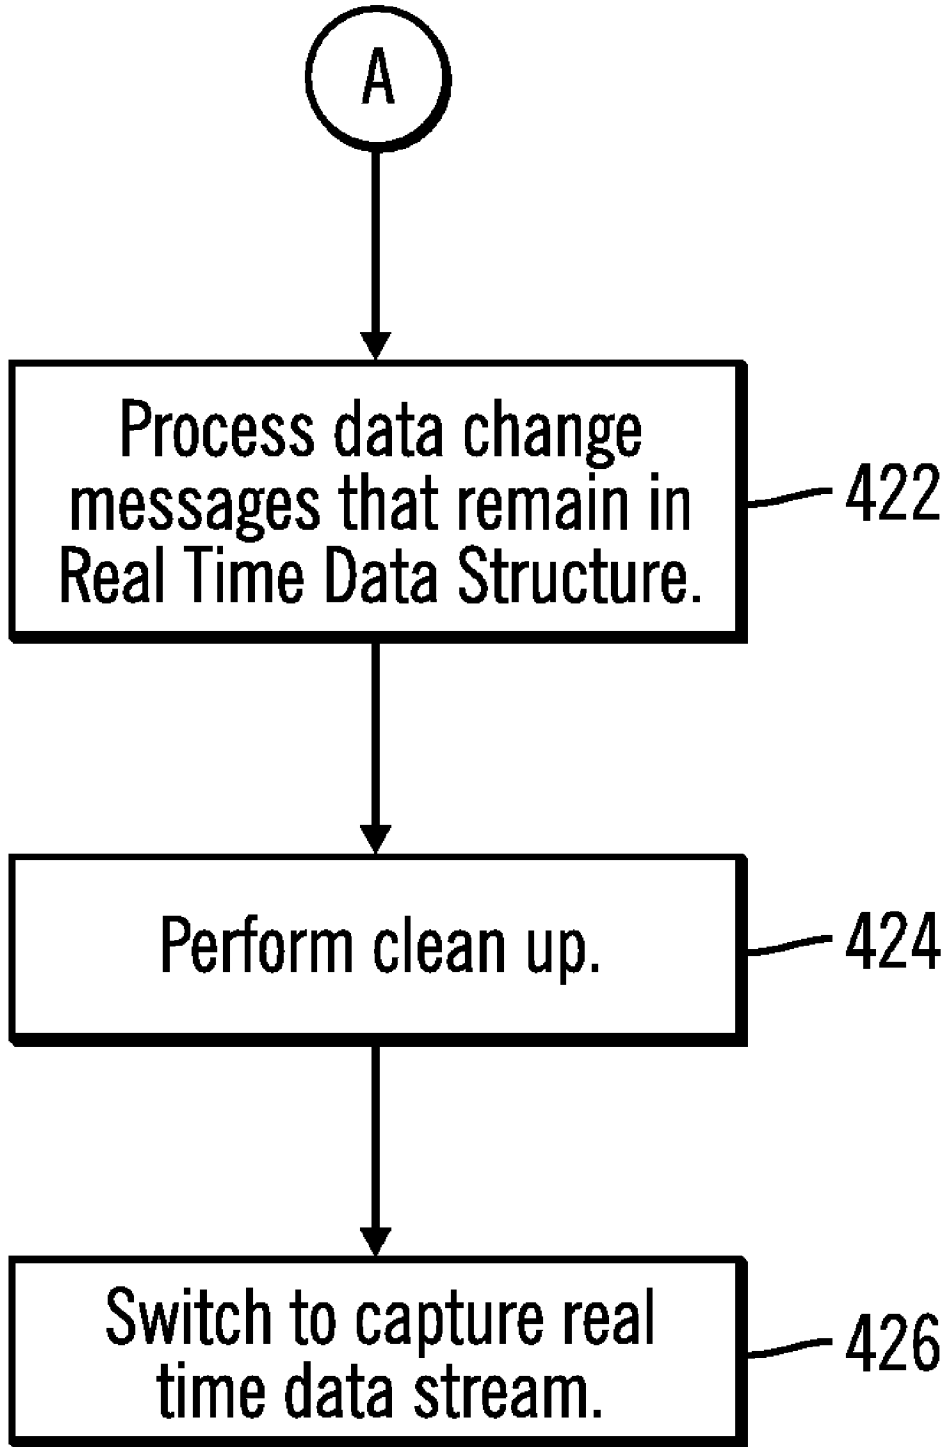 A
Process data change
messages that remain in
Real Time Data Structure.
422
Perform clean up.
424
Switch to capture real
time data stream.
426